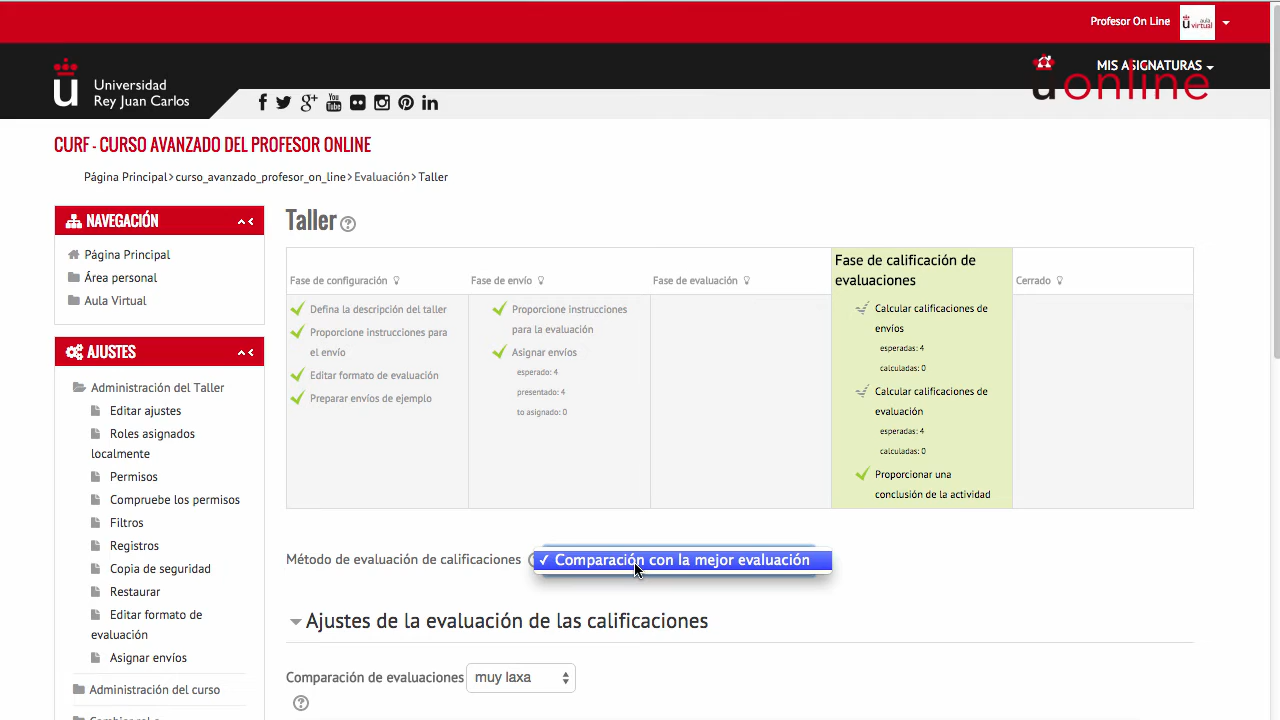 Profesor On Line
aula
virtual
Universidad
Rey Juan Carlos
MIS ASIGNATURAS
online
CURF - CURSO AVANZADO DEL PROFESOR ONLINE
Página Principal › curso_avanzado_profesor_on_line › Evaluación › Taller
NAVEGACIÓN
Página Principal
Área personal
Aula Virtual
AJUSTES
Administración del Taller
Editar ajustes
Roles asignados
localmente
Permisos
Compruebe los permisos
Filtros
Registros
Copia de seguridad
Restaurar
Editar formato de
evaluación
Asignar envíos
Administración del curso
Taller
Fase de configuración
Defina la descripción del taller
Proporcione instrucciones para
el envío
Editar formato de evaluación
Preparar envíos de ejemplo
Fase de envío
Proporcione instrucciones
para la evaluación
Asignar envíos
esperado: 4
presentado: 4
to asignado: 0
Fase de evaluación
Fase de calificación de
evaluaciones
Calcular calificaciones de
envíos
esperadas: 4
calculadas: 0
Calcular calificaciones de
evaluación
esperadas: 4
calculadas: 0
Proporcionar una
conclusión de la actividad
Cerrado
Método de evaluación de calificaciones
✓ Comparación con la mejor evaluación
Ajustes de la evaluación de las calificaciones
Comparación de evaluaciones muy laxa